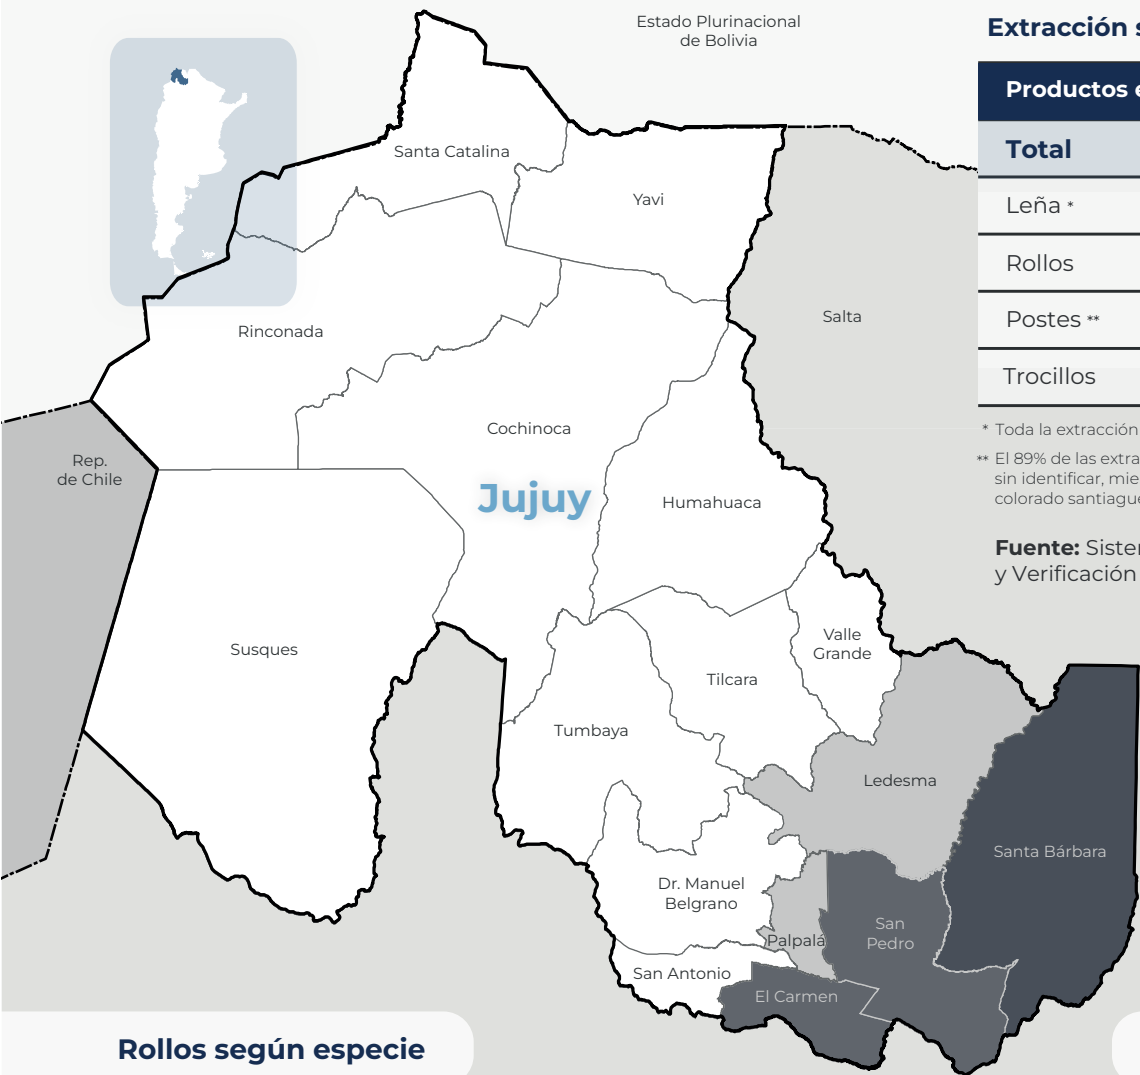 Estado Plurinacional
de Bolivia
Extracción
Productos
Total
Santa Catalina
Yavi
Leña *
Rollos
Salta
Postes **
Rinconada
Trocillos
Cochinoca
* Toda la extracción
Rep.
de Chile
** El 89% de las extra
sin identificar, mie
colorado santiague
Jujuy
Humahuaca
Fuente: Sister
y Verificación
Susques
Valle
Grande
Tilcara
Tumbaya
Ledesma
Santa Bárbara
Dr. Manuel
Belgrano
San
Pedro
Palpalá
San Antonio
El Carmen
Rollos según especie